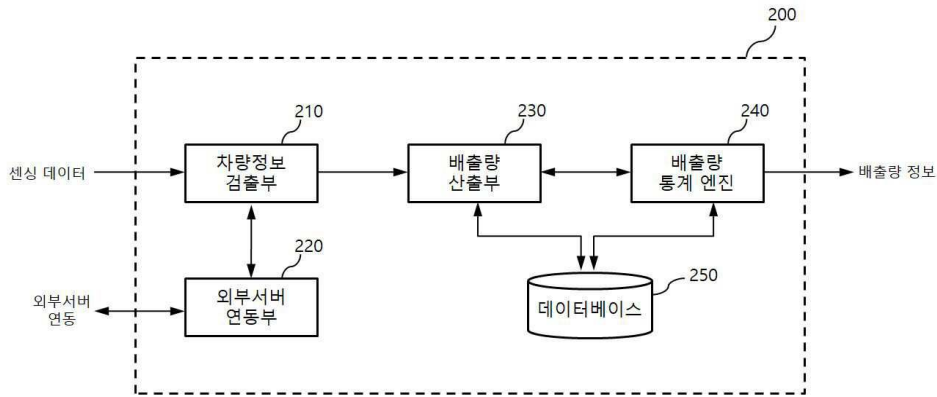 200
210
230
240
센싱 데이터
차량정보
검출부
배출량
산출부
배출량
통계 엔진
배출량 정보
220
250
외부서버
연동
외부서버
연동부
데이터베이스